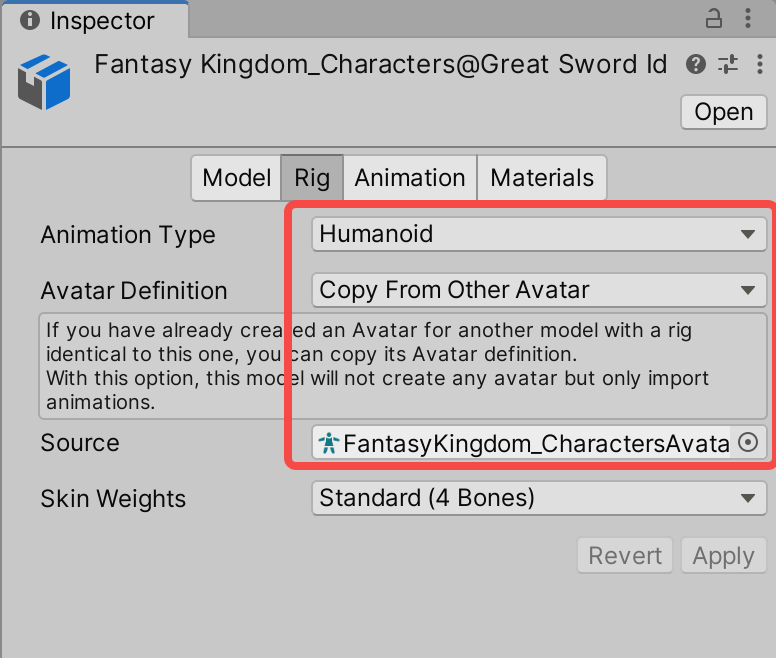 Inspector
Fantasy Kingdom_Characters@Great Sword Id
Open
Model Rig Animation Materials
Animation Type Humanoid
Avatar Definition Copy From Other Avatar
If you have already created an Avatar for another model with a rig
identical to this one, you can copy its Avatar definition.
With this option, this model will not create any avatar but only import
animations.
Source FantasyKingdom_CharactersAvata
Skin Weights Standard (4 Bones)
Revert Apply